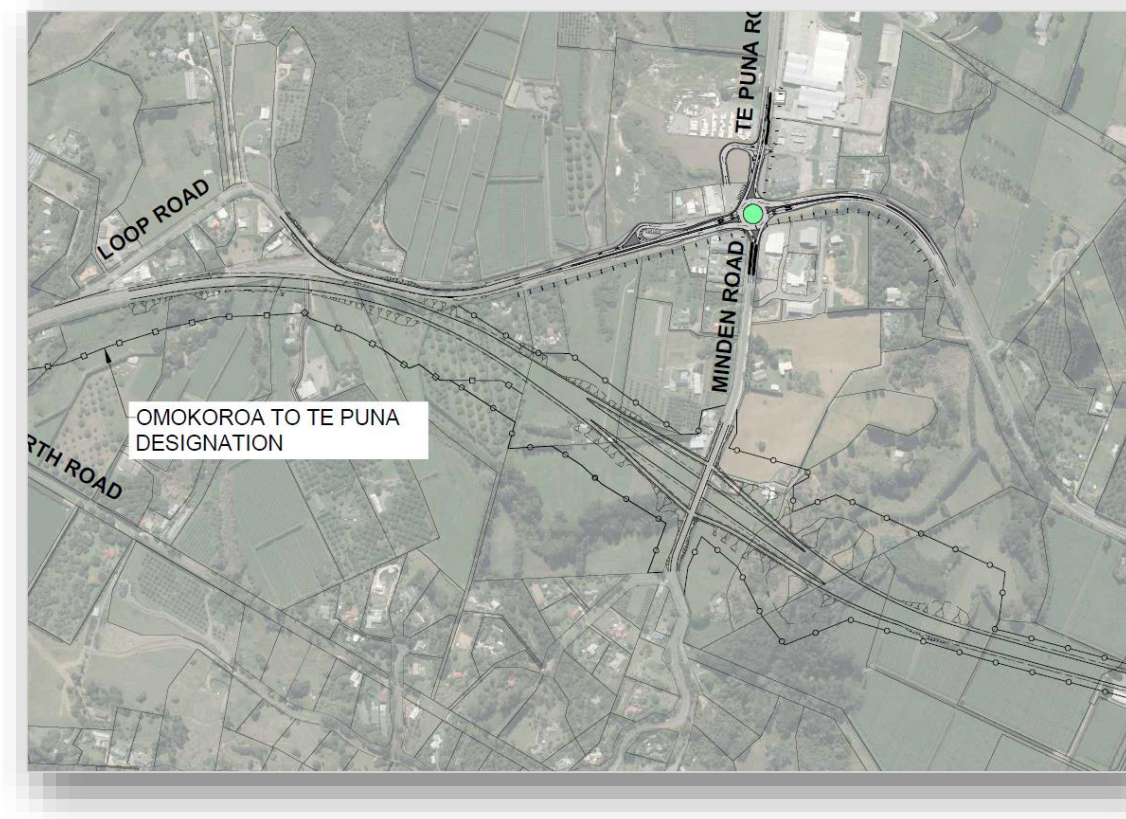 TE PUNA RO
LOOP ROAD
MINDEN ROAD
OMOKOROA TO TE PUNA
DESIGNATION
RTH ROAD